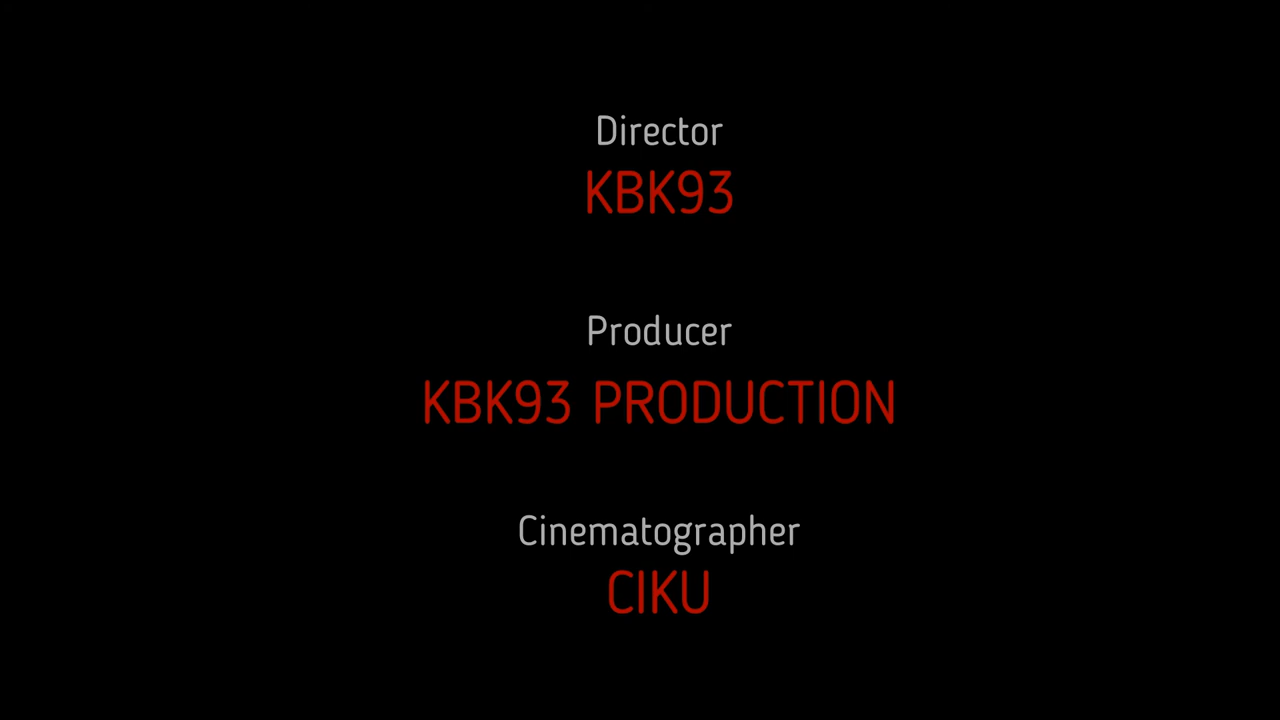 Director
KBK93
Producer
KBK93 PRODUCTION
Cinematographer
CIKU